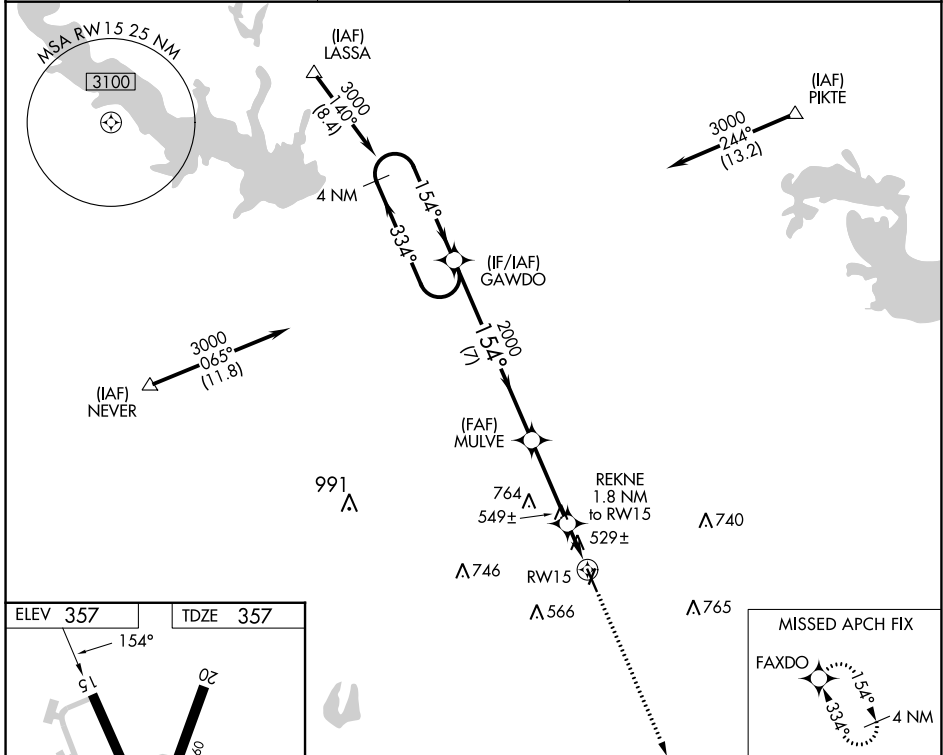 MSA RW15 25 NM
3100
(IAF)
LASSA
3000
140°
(8.4)
(IAF)
PIKTE
3000
244°
(13.2)
4 NM
154°
334°
(IF/IAF)
GAWDO
3000
065°
(11.8)
(IAF)
NEVER
2000
154°
(7)
(FAF)
MULVE
991
764
549±
REKNE
1.8 NM
to RW15
740
529±
746
RW15
566
765
ELEV 357
TDZE 357
154°
15
20
MISSED APCH FIX
FAXDO
154°
334°
4 NM